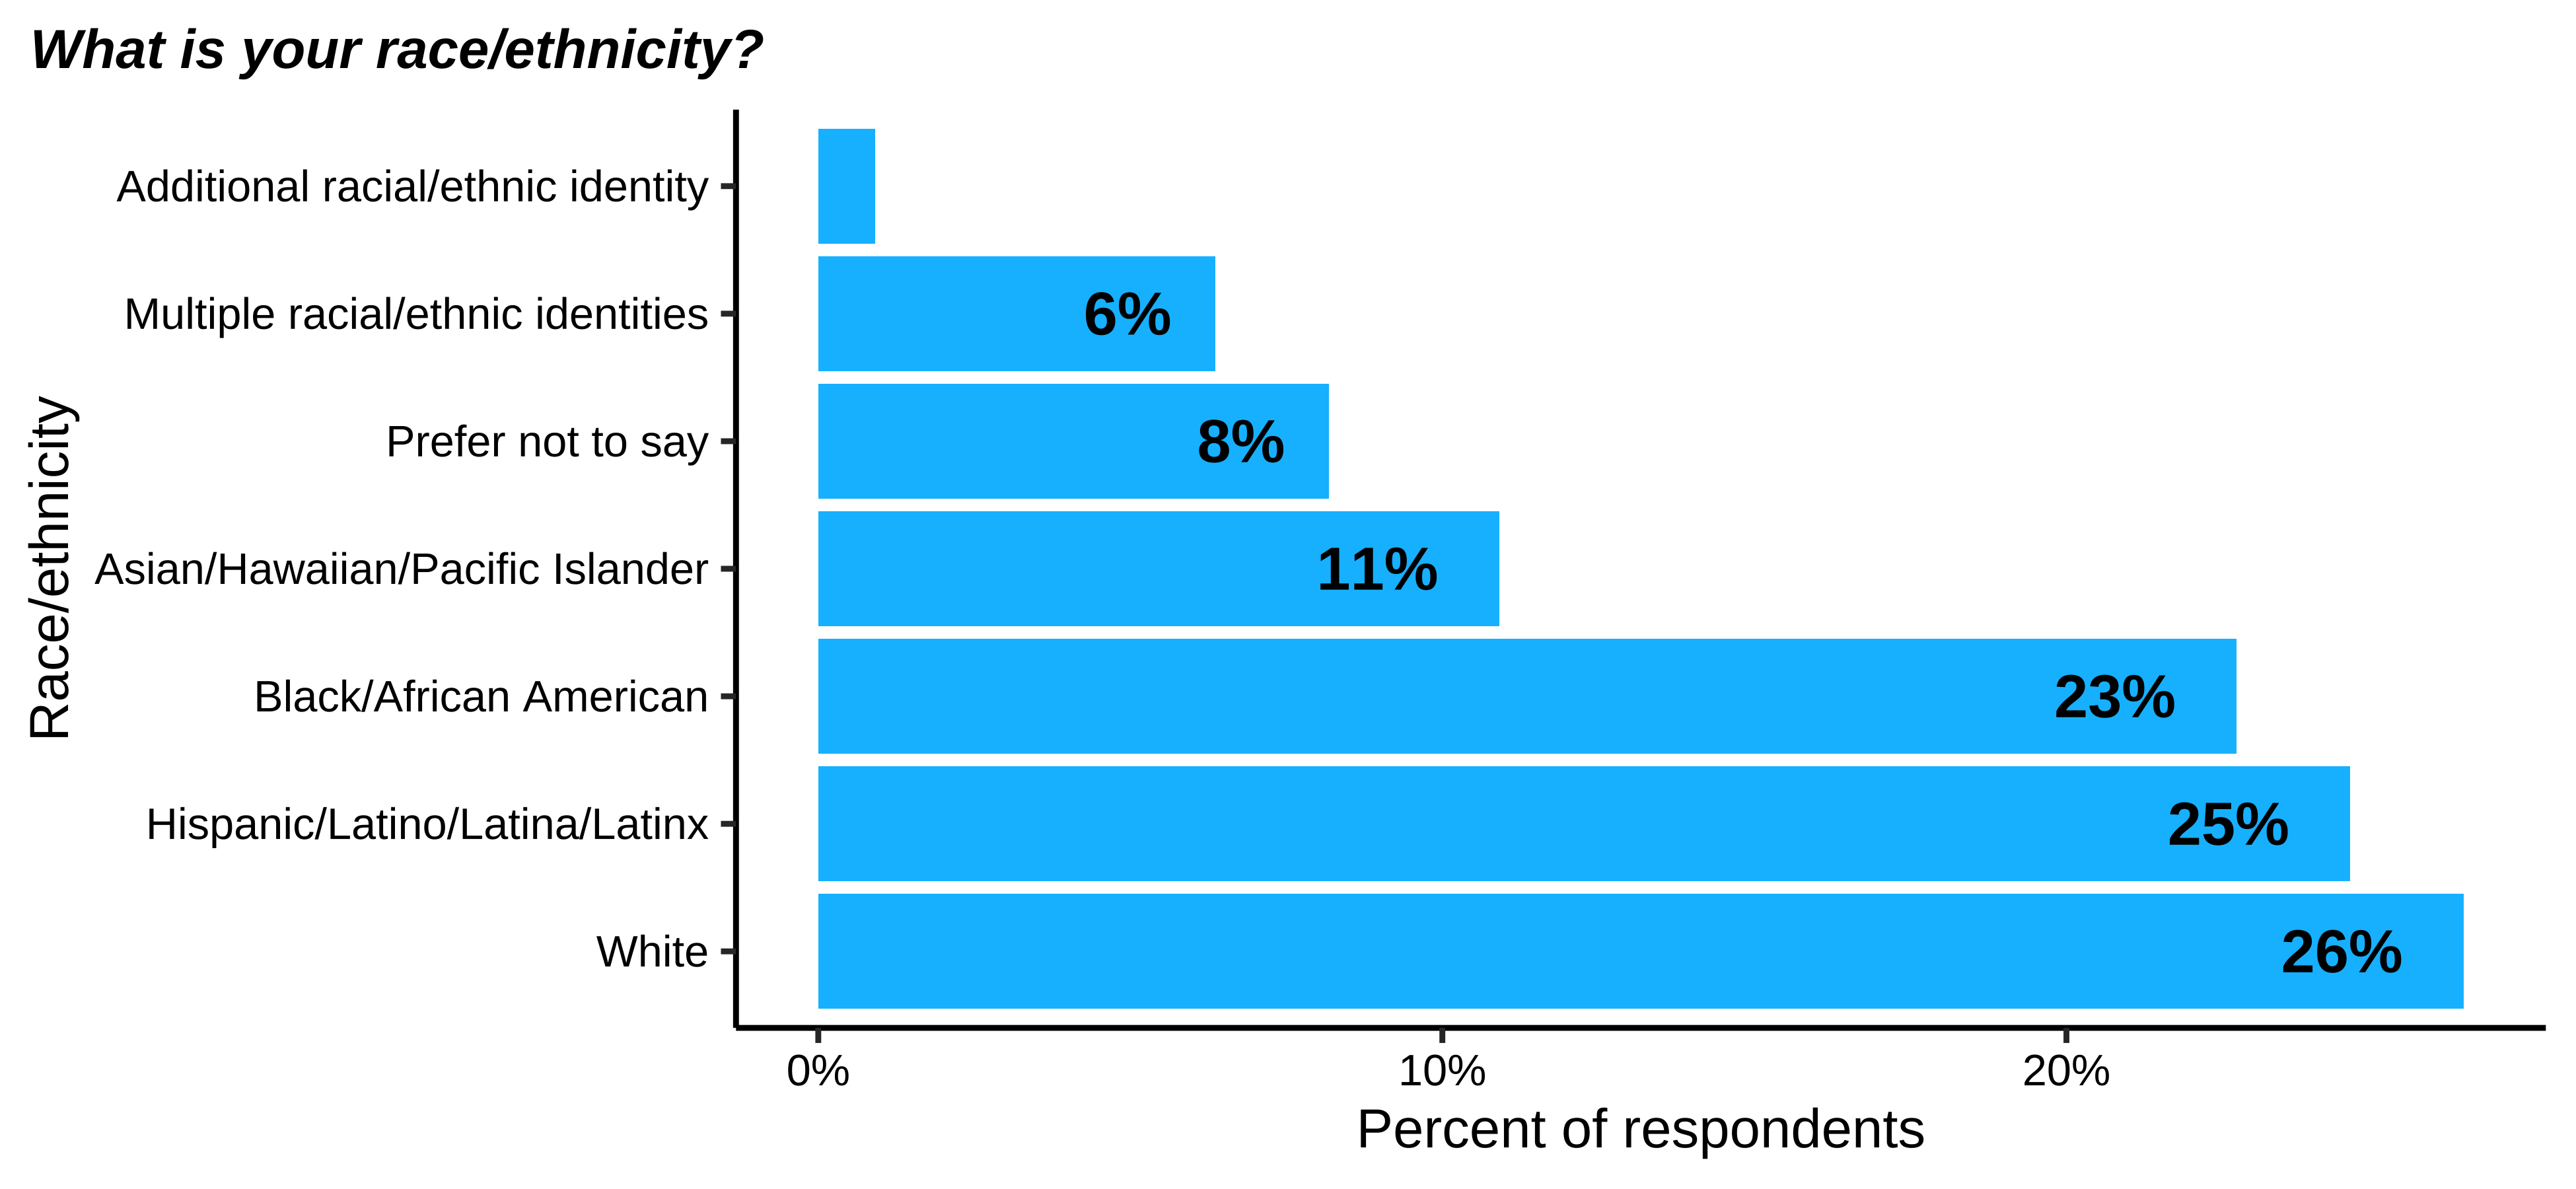 What is your race/ethnicity?
Race/ethnicity
Additional racial/ethnic identity
Multiple racial/ethnic identities 6%
Prefer not to say 8%
Asian/Hawaiian/Pacific Islander 11%
Black/African American 23%
Hispanic/Latino/Latina/Latinx 25%
White 26%
0% 10% 20%
Percent of respondents